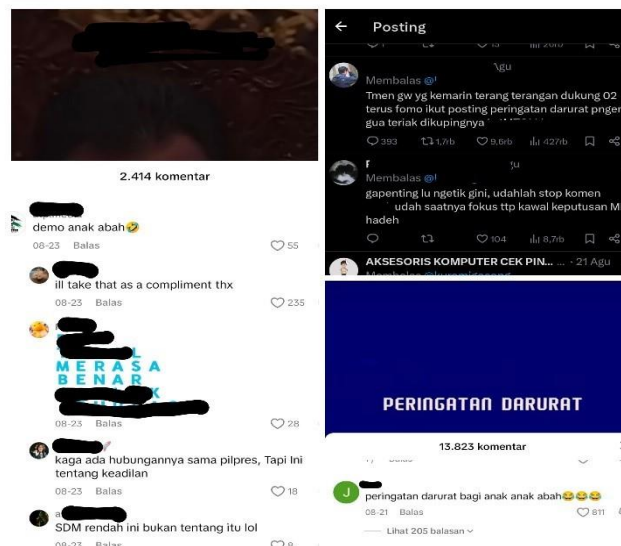 2.414 komentar
demo anak abah🤣
08-23 Balas 55
ill take that as a compliment thx
08-23 Balas 235
MERASA
BENAR
08-23 Balas 28
kaga ada hubungannya sama pilpres, Tapi Ini
tentang keadilan
08-23 Balas 18
SDM rendah ini bukan tentang itu lol
08-23 Balas 8
Posting
Membalas
Tmen gw yg kemarin terang terangan dukung 02
terus fomo ikut posting peringatan darurat pnger
gua teriak dikupingnya
393 1,7rb 9,6rb 427rb
Membalas
gapenting lu ngetik gini, udahlah stop komen
udah saatnya fokus ttp kawal keputusan M
hadeh
104 8,7rb
AKSESORIS KOMPUTER CEK PIN... ... · 21 Agu
PERINGATAN DARURAT
13.823 komentar
J
peringatan darurat bagi anak anak abah😂😂😂
08-21 Balas 811
Lihat 205 balasan